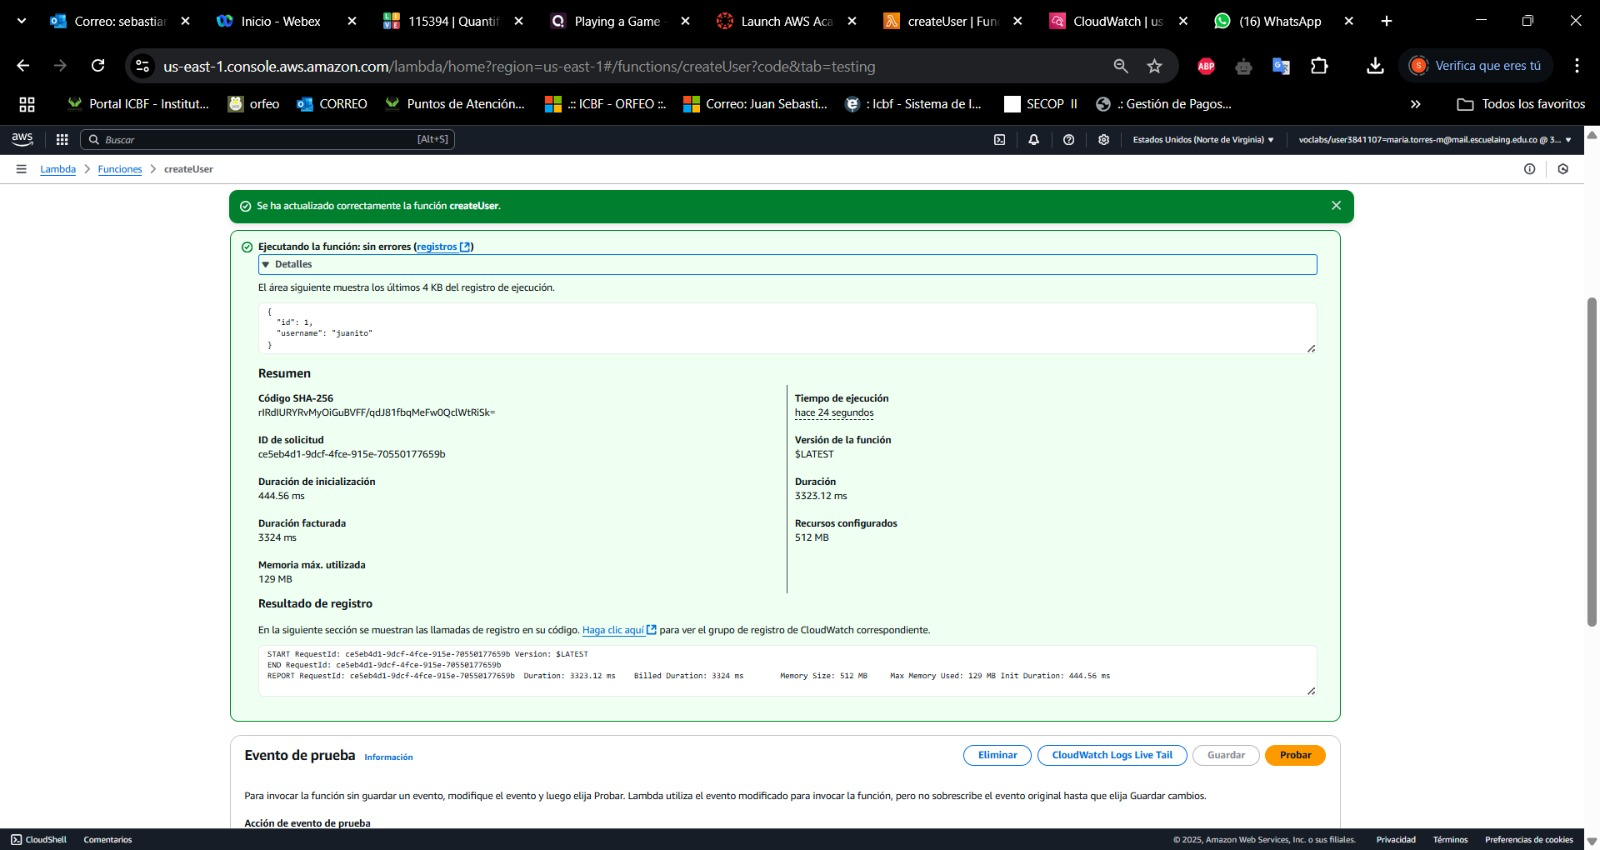 Correo: sebastiar
Inicio - Webex
115394 | Quantif
Playing a Game -
Launch AWS Aca
createUser | Fun
CloudWatch | us
(16) WhatsApp
us-east-1.console.aws.amazon.com/lambda/home?region=us-east-1#/functions/createUser?code&tab=testing
ABP
Verifica que eres tú
Portal ICBF - Institut...
orfeo
CORREO
Puntos de Atención...
.:: ICBF - ORFEO ::.
Correo: Juan Sebasti...
: Icbf - Sistema de I...
SECOP II
.: Gestión de Pagos...
Todos los favoritos
aws
Buscar
[Alt+S]
Estados Unidos (Norte de Virginia)
voclabs/user3841107=maria.torres-m@mail.escuelaing.edu.co @ 3...
Lambda > Funciones > createUser
Se ha actualizado correctamente la función createUser.
Ejecutando la función: sin errores (registros)
Detalles
El área siguiente muestra los últimos 4 KB del registro de ejecución.
{
"id": 1,
"username": "juanito"
}
Resumen
Código SHA-256
rIRdIURYRvMyOiGuBVFF/qdJ81fbqMeFw0QclWtRiSk=
Tiempo de ejecución
hace 24 segundos
ID de solicitud
ce5eb4d1-9dcf-4fce-915e-70550177659b
Versión de la función
$LATEST
Duración de inicialización
444.56 ms
Duración
3323.12 ms
Duración facturada
3324 ms
Recursos configurados
512 MB
Memoria máx. utilizada
129 MB
Resultado de registro
En la siguiente sección se muestran las llamadas de registro en su código. Haga clic aquí para ver el grupo de registro de CloudWatch correspondiente.
START RequestId: ce5eb4d1-9dcf-4fce-915e-70550177659b Version: $LATEST
END RequestId: ce5eb4d1-9dcf-4fce-915e-70550177659b
REPORT RequestId: ce5eb4d1-9dcf-4fce-915e-70550177659b Duration: 3323.12 ms Billed Duration: 3324 ms Memory Size: 512 MB Max Memory Used: 129 MB Init Duration: 444.56 ms
Evento de prueba Información
Eliminar
CloudWatch Logs Live Tail
Guardar
Probar
Para invocar la función sin guardar un evento, modifique el evento y luego elija Probar. Lambda utiliza el evento modificado para invocar la función, pero no sobrescribe el evento original hasta que elija Guardar cambios.
Acción de evento de prueba
CloudShell
Comentarios
© 2025, Amazon Web Services, Inc. o sus filiales.
Privacidad
Términos
Preferencias de cookies